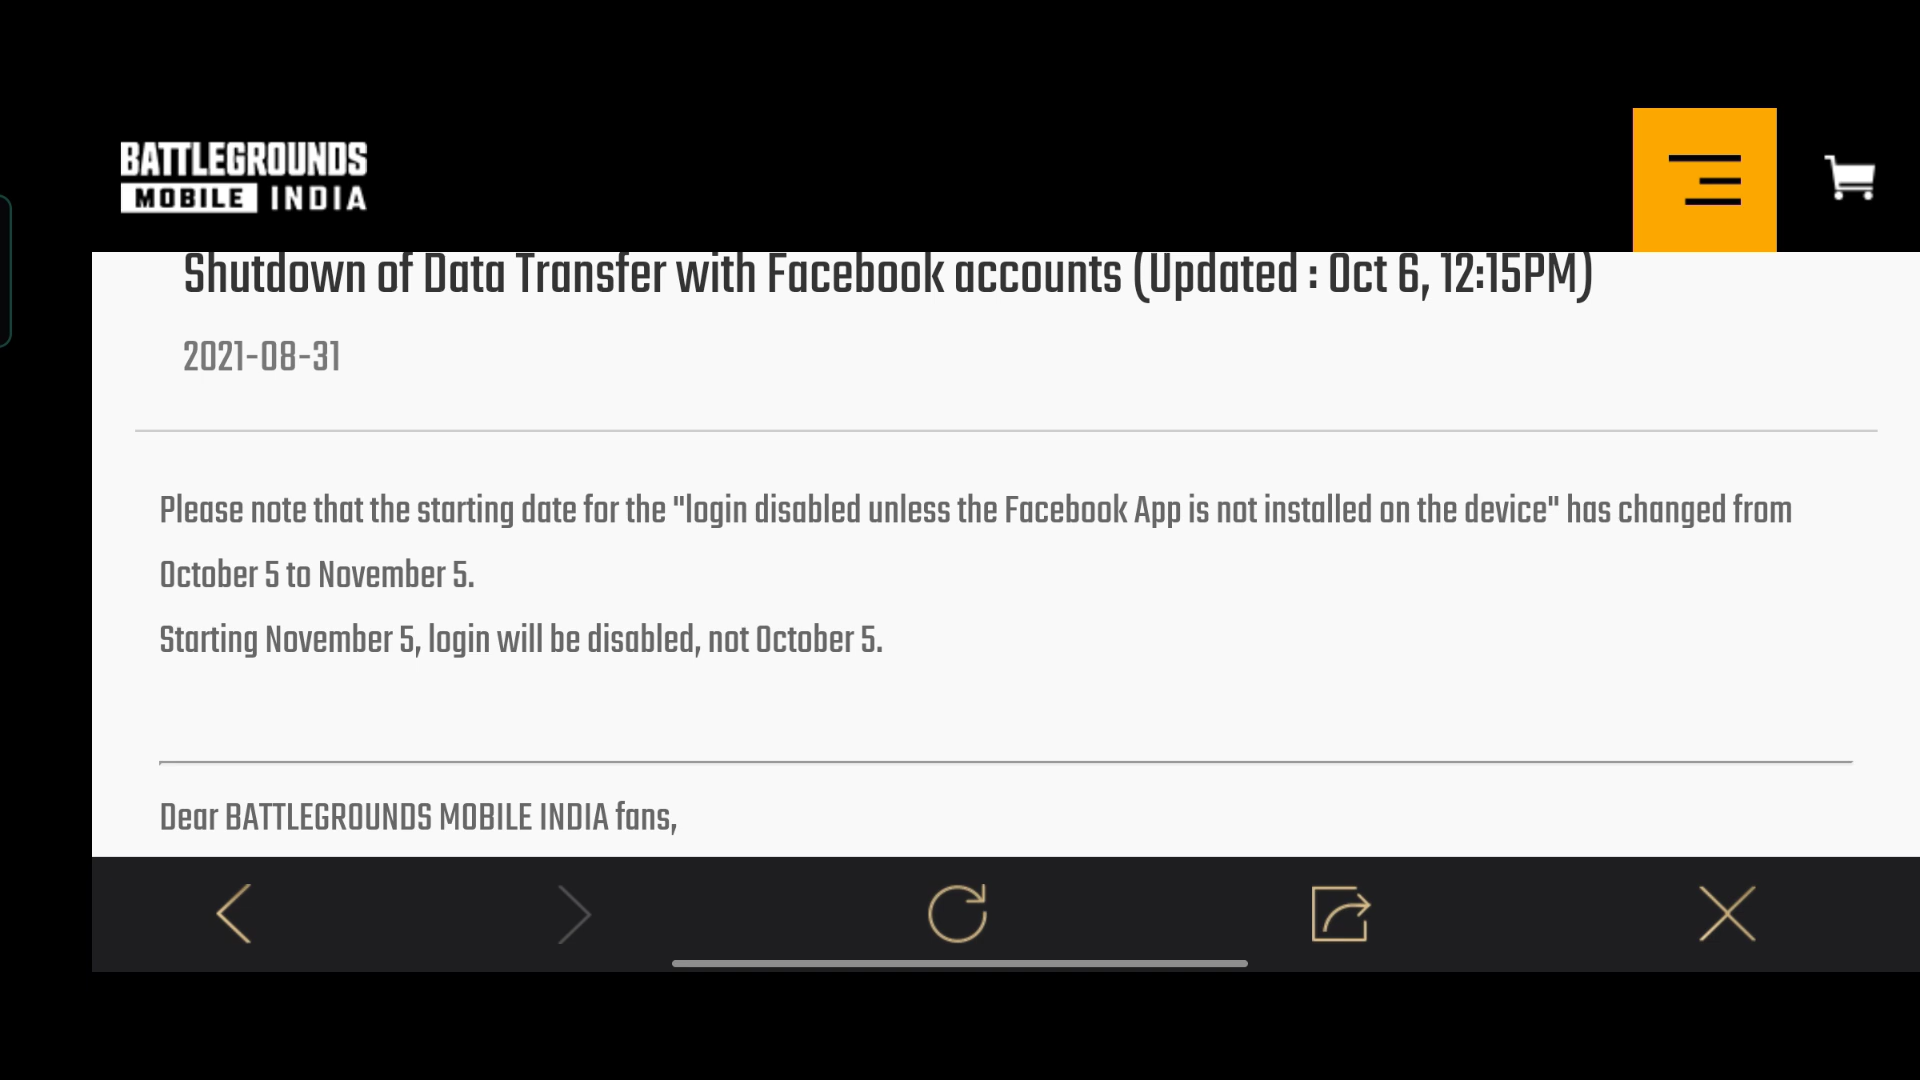 BATTLEGROUNDS
MOBILE INDIA
Shutdown of Data Transfer with Facebook accounts (Updated : Oct 6, 12:15PM)
2021-08-31
Please note that the starting date for the "login disabled unless the Facebook App is not installed on the device" has changed from
October 5 to November 5.
Starting November 5, login will be disabled, not October 5.
Dear BATTLEGROUNDS MOBILE INDIA fans,